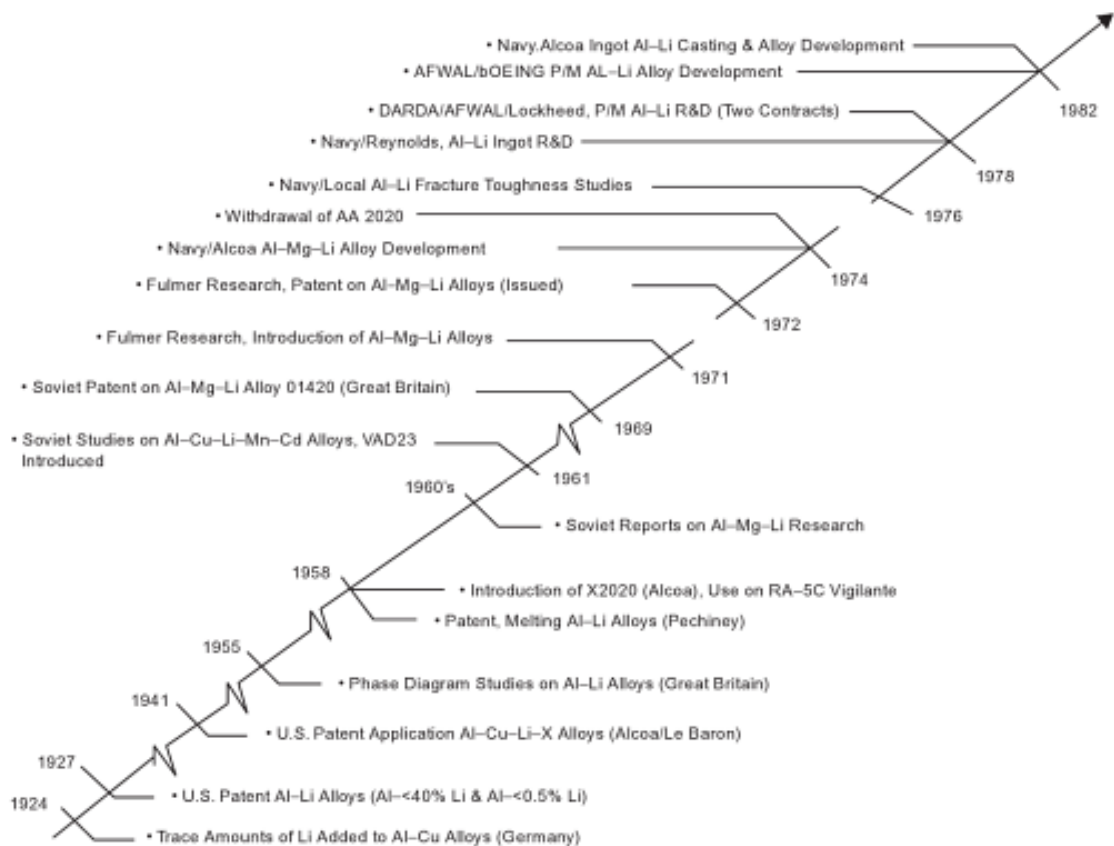 • Navy.Alcoa Ingot Al–Li Casting & Alloy Development
• AFWAL/bOEING P/M AL–Li Alloy Development
1982
• DARDA/AFWAL/Lockheed, P/M Al–Li R&D (Two Contracts)
• Navy/Reynolds, Al–Li Ingot R&D
1978
• Navy/Local Al–Li Fracture Toughness Studies
1976
• Withdrawal of AA 2020
• Navy/Alcoa Al–Mg–Li Alloy Development
1974
• Fulmer Research, Patent on Al–Mg–Li Alloys (Issued)
1972
• Fulmer Research, Introduction of Al–Mg–Li Alloys
1971
• Soviet Patent on Al–Mg–Li Alloy 01420 (Great Britain)
1969
• Soviet Studies on Al–Cu–Li–Mn–Cd Alloys, VAD23
Introduced
1961
1960's
• Soviet Reports on Al–Mg–Li Research
1958
• Introduction of X2020 (Alcoa), Use on RA–5C Vigilante
• Patent, Melting Al–Li Alloys (Pechiney)
1955
• Phase Diagram Studies on Al–Li Alloys (Great Britain)
1941
• U.S. Patent Application Al–Cu–Li–X Alloys (Alcoa/Le Baron)
1927
• U.S. Patent Al–Li Alloys (Al–<40% Li & Al–<0.5% Li)
1924
• Trace Amounts of Li Added to Al–Cu Alloys (Germany)